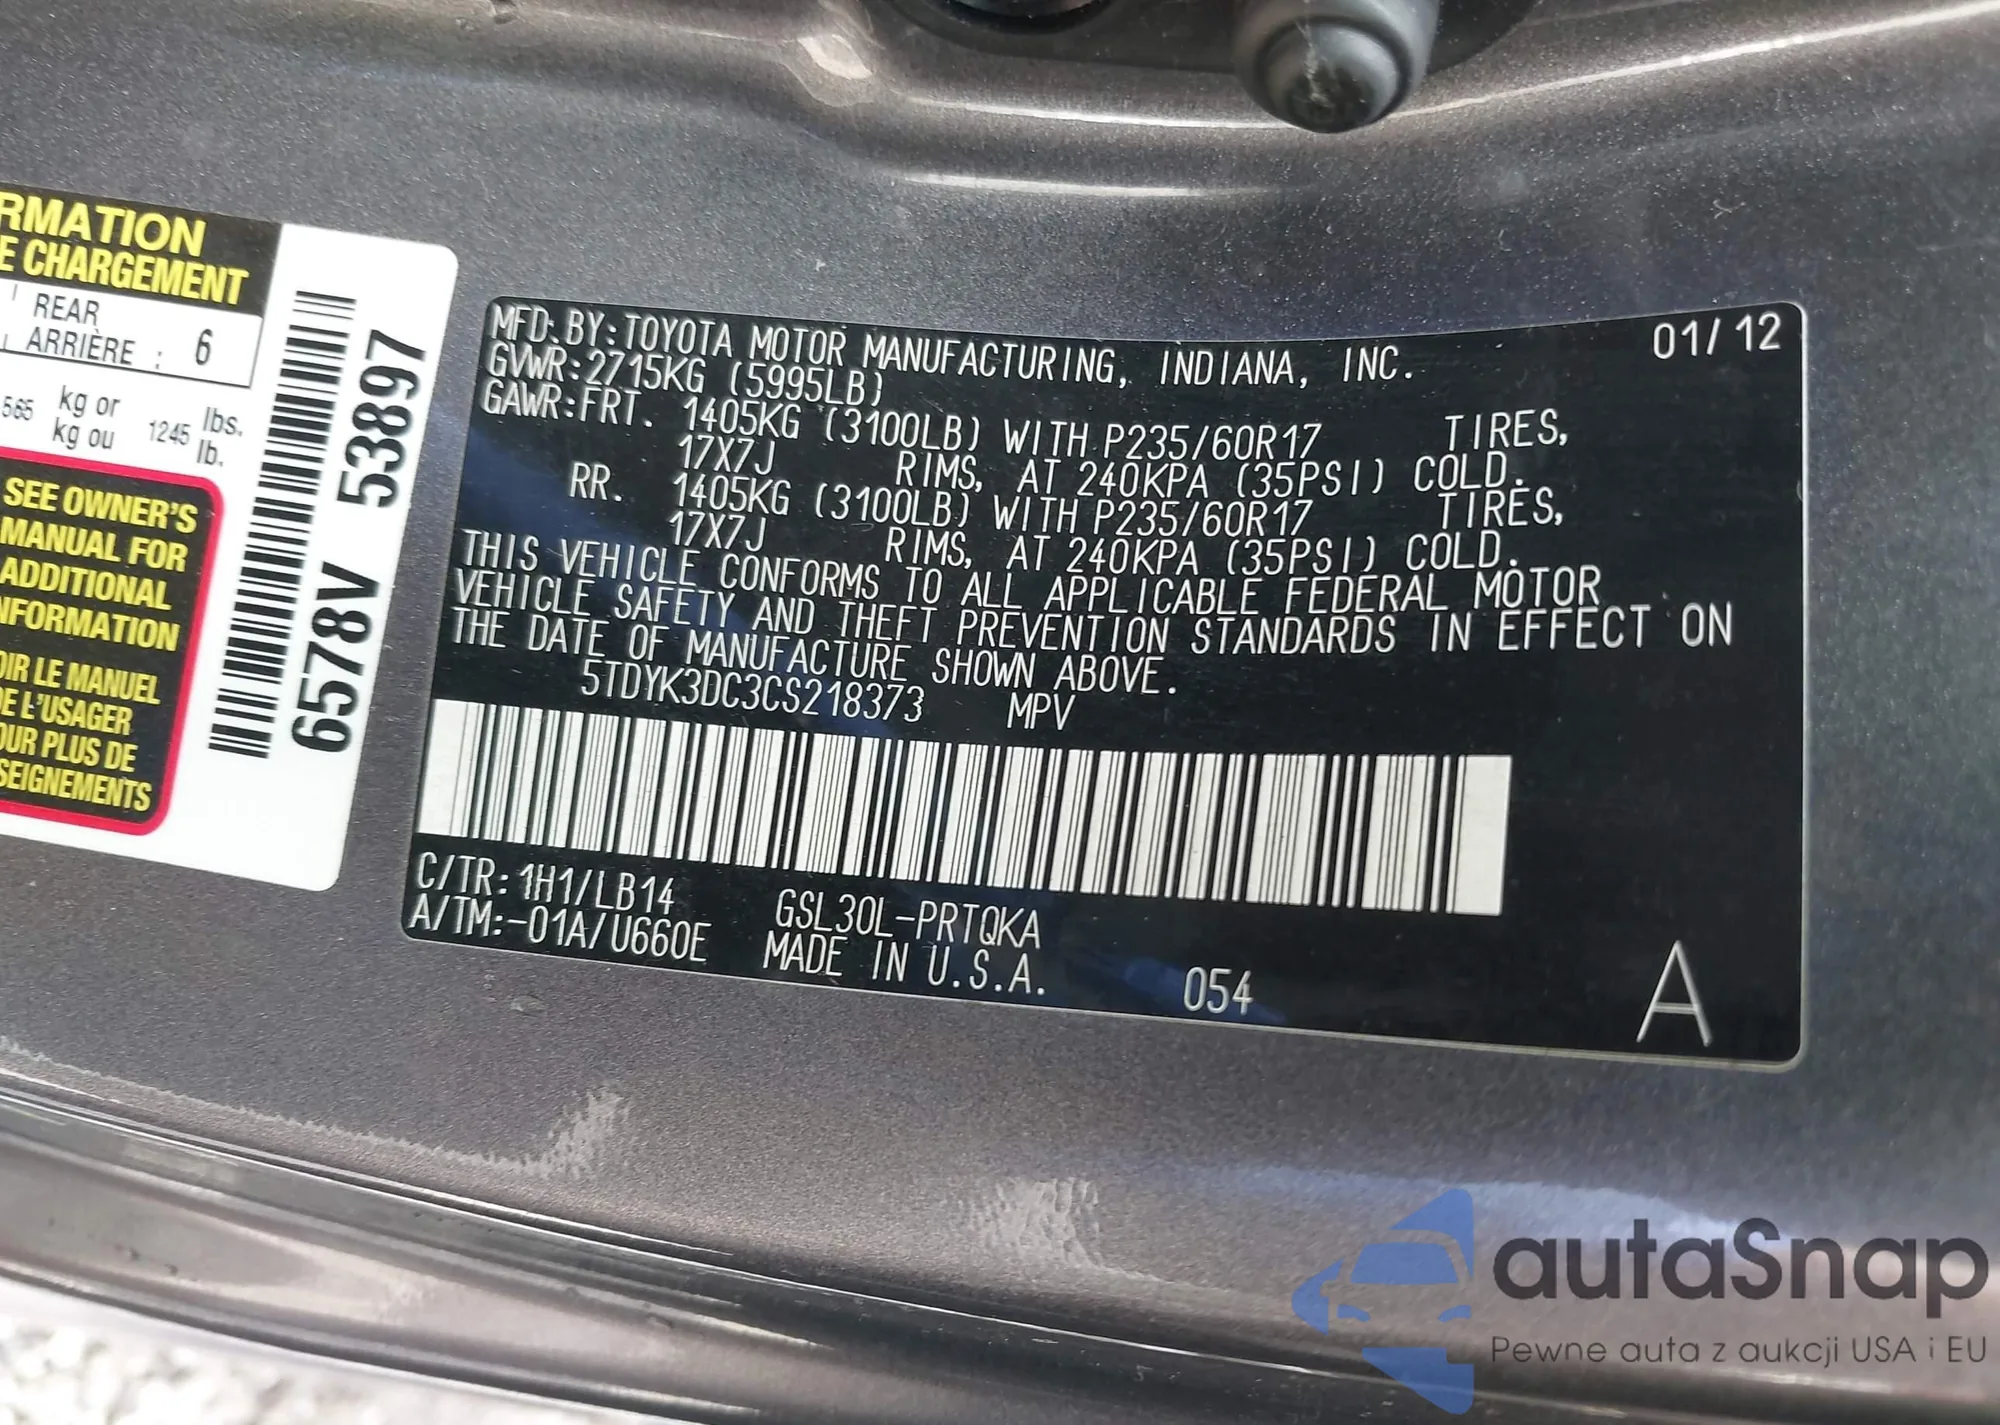 RMATION
E CHARGEMENT
REAR
ARRIÈRE : 6
565 kg or 1245 lbs.
kg ou lb.
SEE OWNER'S
MANUAL FOR
ADDITIONAL
NFORMATION
OIR LE MANUEL
DE L'USAGER
OUR PLUS DE
SEIGNEMENTS
6578V 53897
MFD. BY: TOYOTA MOTOR MANUFACTURING, INDIANA, INC. 01/12
GVWR: 2715KG (5995LB)
GAWR: FRT. 1405KG (3100LB) WITH P235/60R17 TIRES,
17X7J RIMS, AT 240KPA (35PSI) COLD.
RR. 1405KG (3100LB) WITH P235/60R17 TIRES,
17X7J RIMS, AT 240KPA (35PSI) COLD.
THIS VEHICLE CONFORMS TO ALL APPLICABLE FEDERAL MOTOR
VEHICLE SAFETY AND THEFT PREVENTION STANDARDS IN EFFECT ON
THE DATE OF MANUFACTURE SHOWN ABOVE.
5TDYK3DC3CS218373 MPV
C/TR: 1H1/LB14 GSL30L-PRTQKA
A/TM: -01A/U660E MADE IN U.S.A. 054 A
autaSnap
Pewne auta z aukcji USA i EU